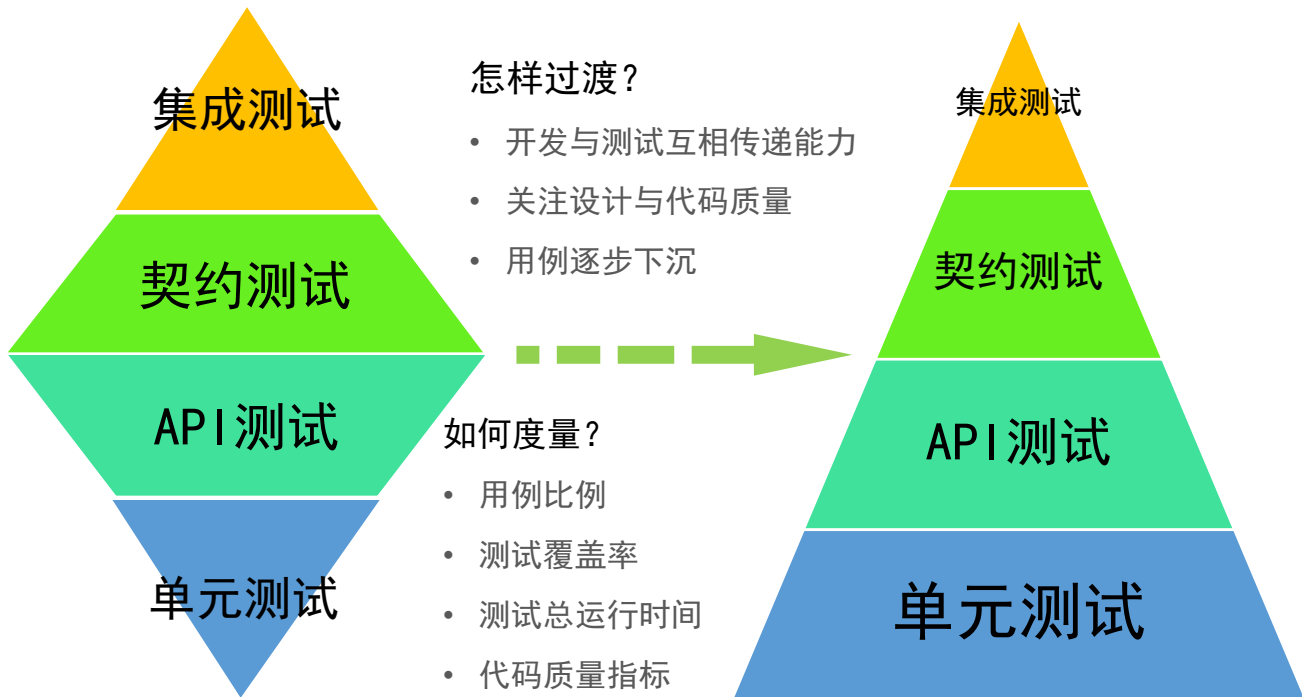 集成测试
契约测试
API测试
单元测试
怎样过渡?
• 开发与测试互相传递能力
• 关注设计与代码质量
• 用例逐步下沉
如何度量?
• 用例比例
• 测试覆盖率
• 测试总运行时间
• 代码质量指标
集成测试
契约测试
API测试
单元测试